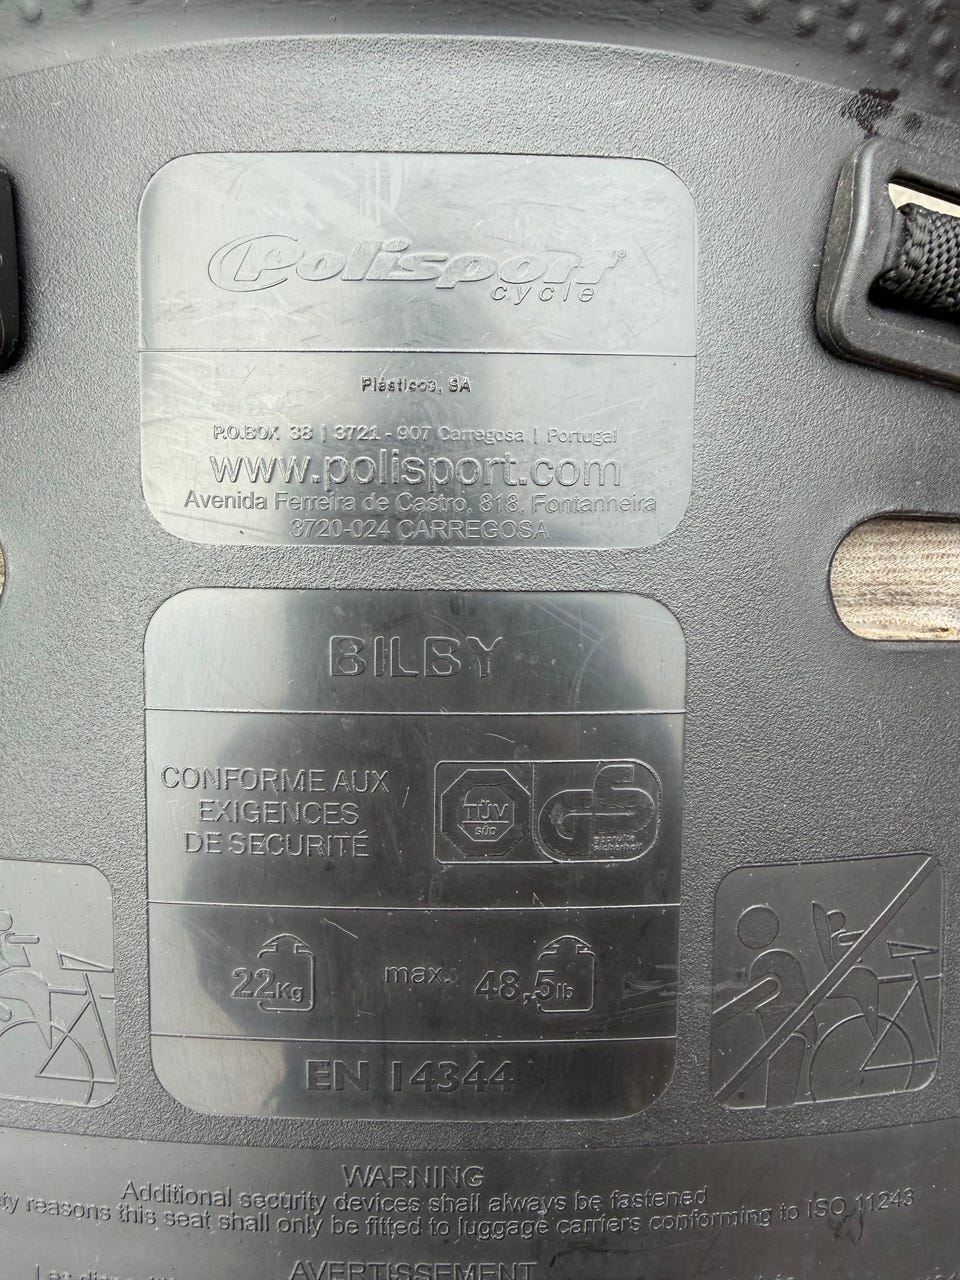 Polisport®
cycle
Plásticos, SA
P.O.BOX 38 | 3721 - 907 Carregosa | Portugal
www.polisport.com
Avenida Ferreira de Castro, 818, Fontanheira
3720-024 CARREGOSA
BILBY
CONFORME AUX
EXIGENCES
DE SECURITÉ
TÜV
SÜD
GS
geprüfte
Sicherheit
22Kg max. 48,5lb
EN 14344
WARNING
Additional security devices shall always be fastened
reasons this seat shall only be fitted to luggage carriers conforming to ISO 11243
AVERTISSEMENT